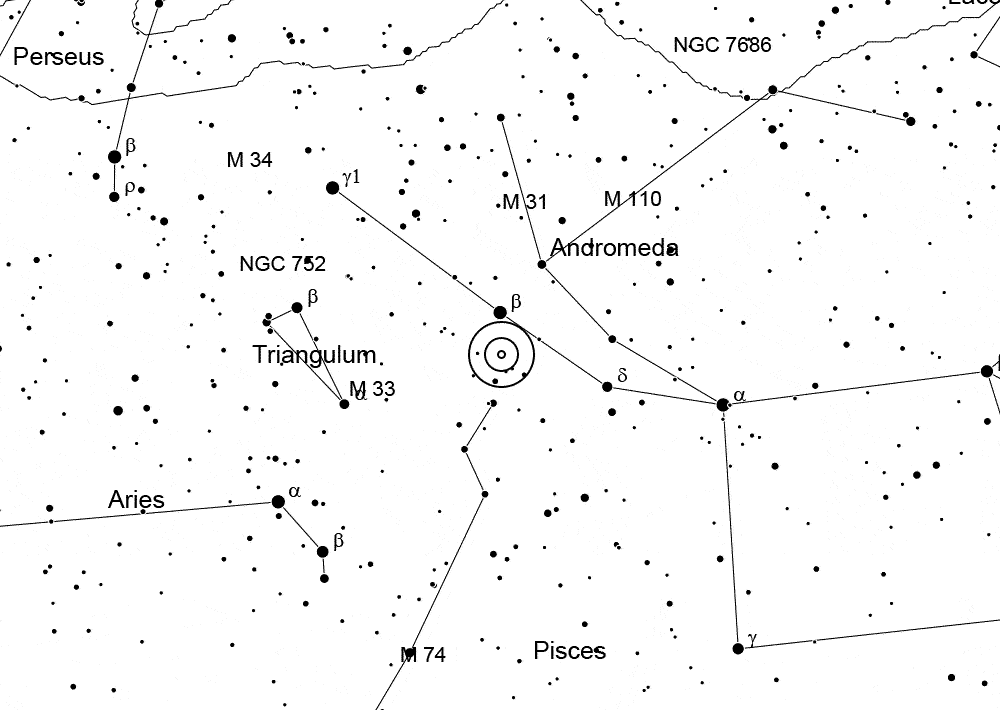 NGC 7686
Perseus
β
M 34
γ1
ρ
M 31
M 110
Andromeda
NGC 752
β
β
Triangulum
δ
M 33
α
α
α
Aries
β
γ
Pisces
M 74